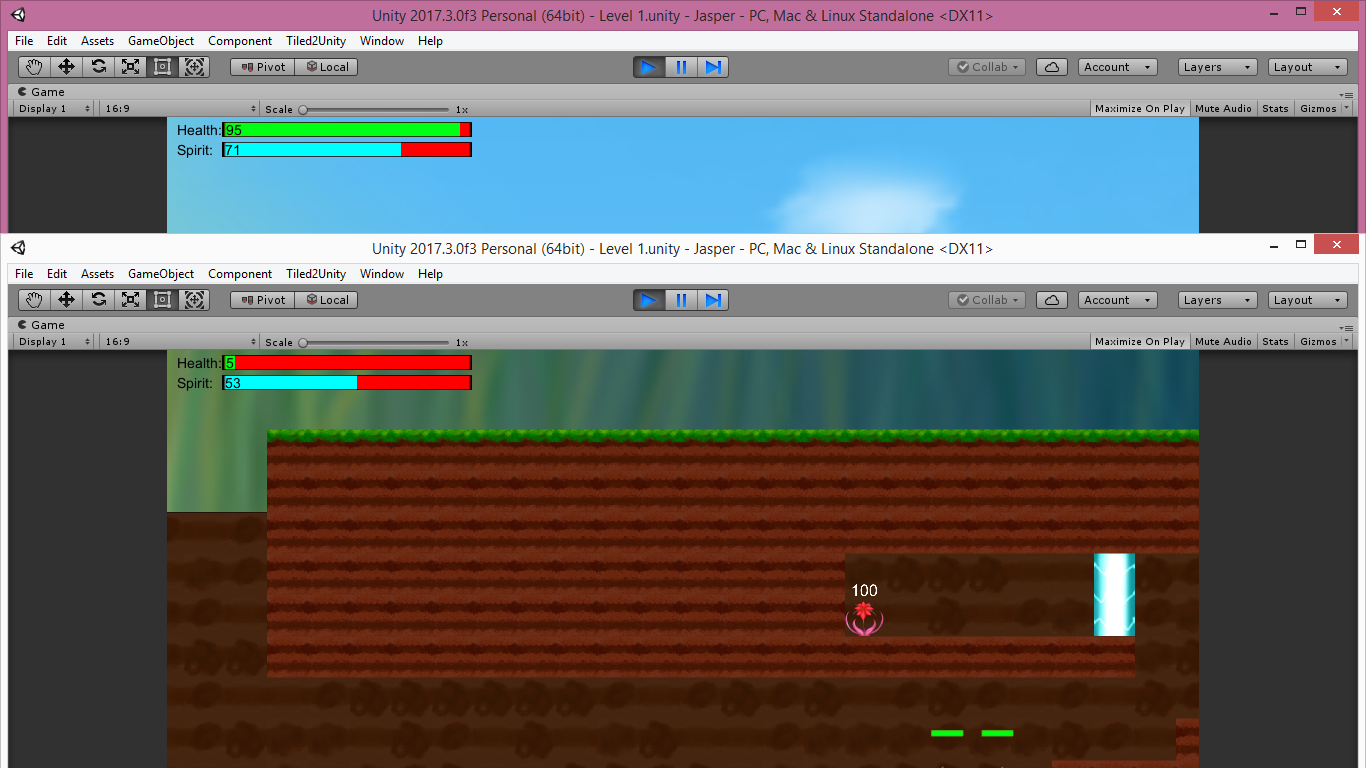 Unity 2017.3.0f3 Personal (64bit) - Level 1.unity - Jasper - PC, Mac & Linux Standalone <DX11>
File Edit Assets GameObject Component Tiled2Unity Window Help
Pivot Local Collab Account Layers Layout
Game
Display 1 16:9 Scale 1x Maximize On Play Mute Audio Stats Gizmos
Health: 95
Spirit: 71
Unity 2017.3.0f3 Personal (64bit) - Level 1.unity - Jasper - PC, Mac & Linux Standalone <DX11>
File Edit Assets GameObject Component Tiled2Unity Window Help
Pivot Local Collab Account Layers Layout
Game
Display 1 16:9 Scale 1x Maximize On Play Mute Audio Stats Gizmos
Health: 5
Spirit: 53
100